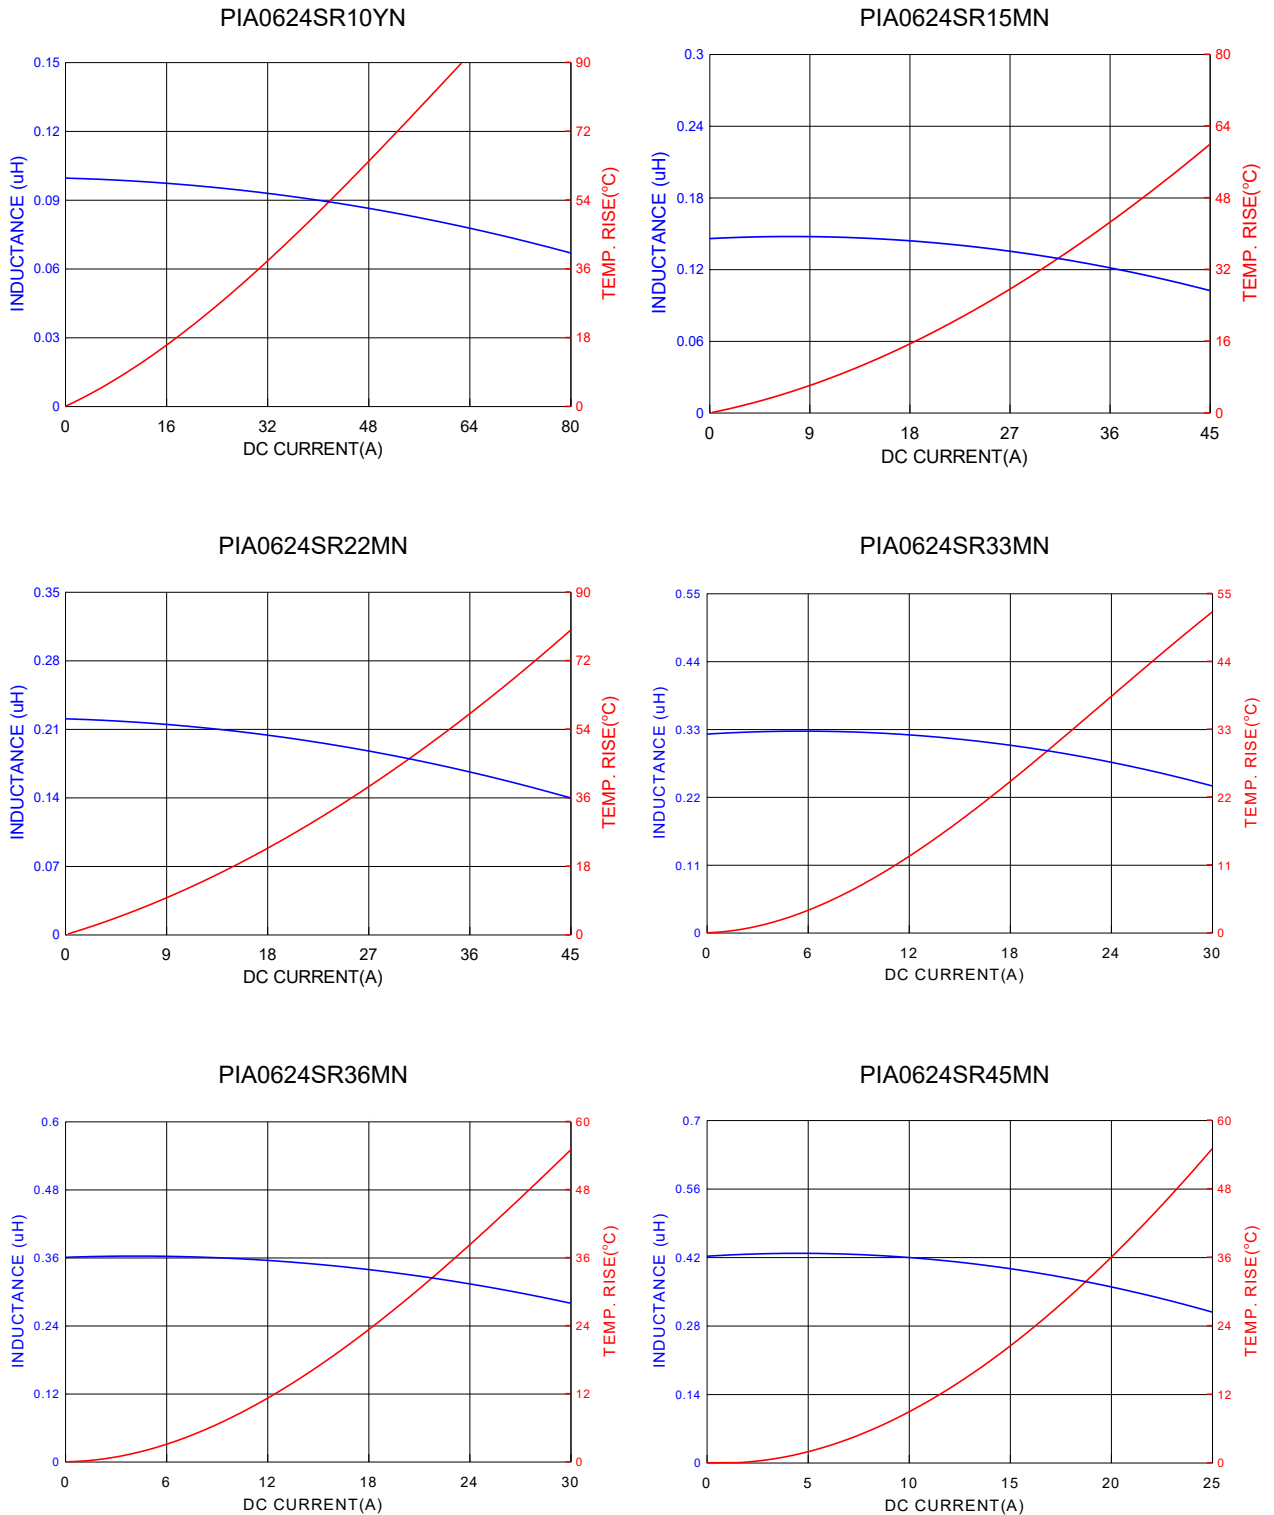 PIA0624SR10YN
0.15
0.12
0.09
0.06
0.03
0
INDUCTANCE (uH)
90
72
54
36
18
0
TEMP. RISE(°C)
0 16 32 48 64 80
DC CURRENT(A)
PIA0624SR15MN
0.3
0.24
0.18
0.12
0.06
0
INDUCTANCE (uH)
80
64
48
32
16
0
TEMP. RISE(°C)
0 9 18 27 36 45
DC CURRENT(A)
PIA0624SR22MN
0.35
0.28
0.21
0.14
0.07
0
INDUCTANCE (uH)
90
72
54
36
18
0
TEMP. RISE(°C)
0 9 18 27 36 45
DC CURRENT(A)
PIA0624SR33MN
0.55
0.44
0.33
0.22
0.11
0
INDUCTANCE (uH)
55
44
33
22
11
0
TEMP. RISE(°C)
0 6 12 18 24 30
DC CURRENT(A)
PIA0624SR36MN
0.6
0.48
0.36
0.24
0.12
0
INDUCTANCE (uH)
60
48
36
24
12
0
TEMP. RISE(°C)
0 6 12 18 24 30
DC CURRENT(A)
PIA0624SR45MN
0.7
0.56
0.42
0.28
0.14
0
INDUCTANCE (uH)
60
48
36
24
12
0
TEMP. RISE(°C)
0 5 10 15 20 25
DC CURRENT(A)